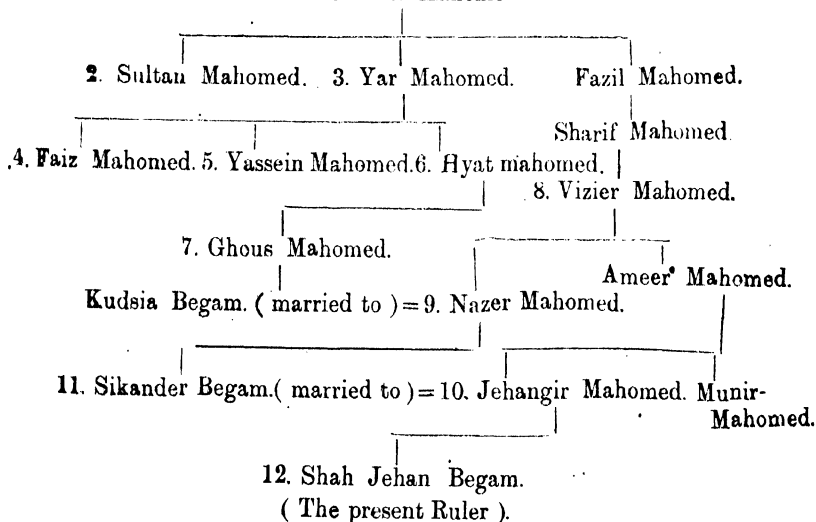 2. Sultan Mahomed. 3. Yar Mahomed. Fazil Mahomed.
Sharif Mahomed
4. Faiz Mahomed. 5. Yassein Mahomed. 6. Hyat mahomed.
8. Vizier Mahomed.
7. Ghous Mahomed.
Ameer Mahomed.
Kudsia Begam. ( married to ) = 9. Nazer Mahomed.
11. Sikander Begam. ( married to ) = 10. Jehangir Mahomed. Munir-
Mahomed.
12. Shah Jehan Begam.
( The present Ruler ).